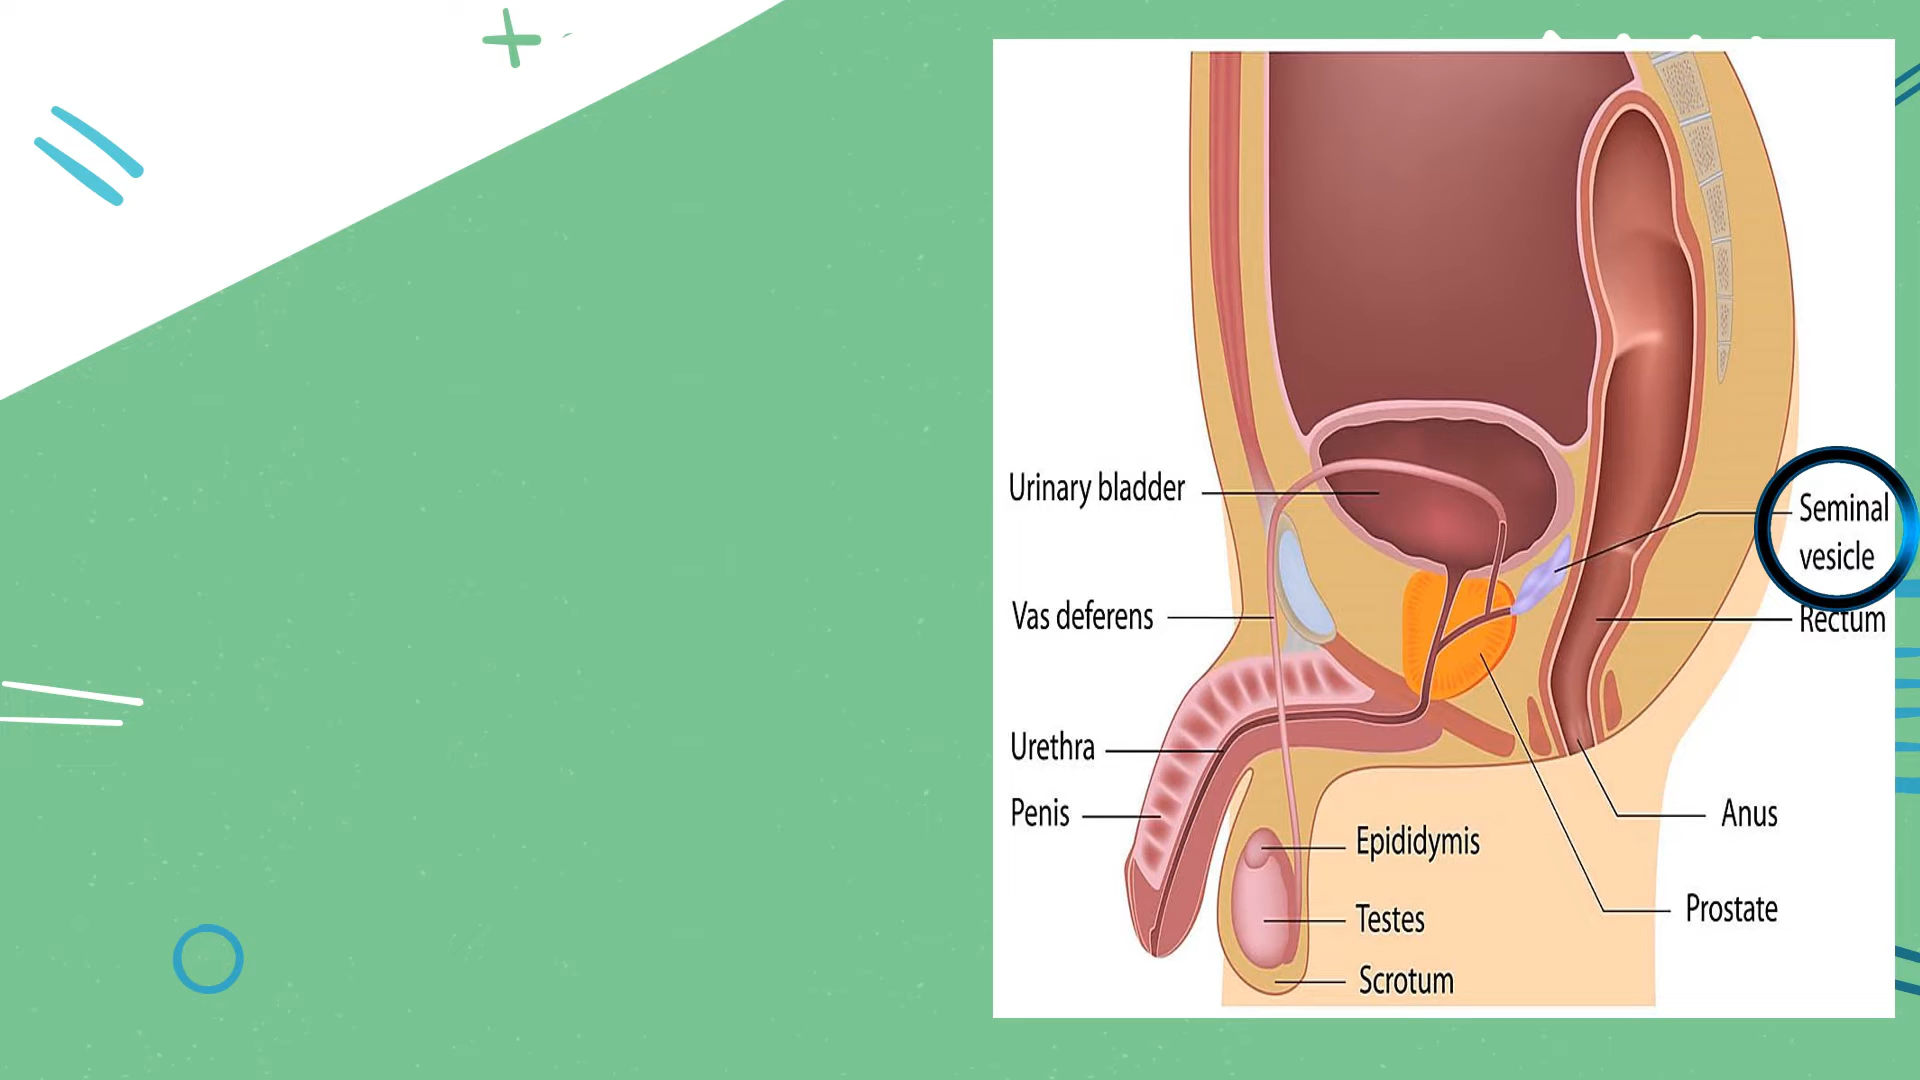 Urinary bladder
Seminal
vesicle
Vas deferens
Rectum
Urethra
Penis
Anus
Epididymis
Prostate
Testes
Scrotum